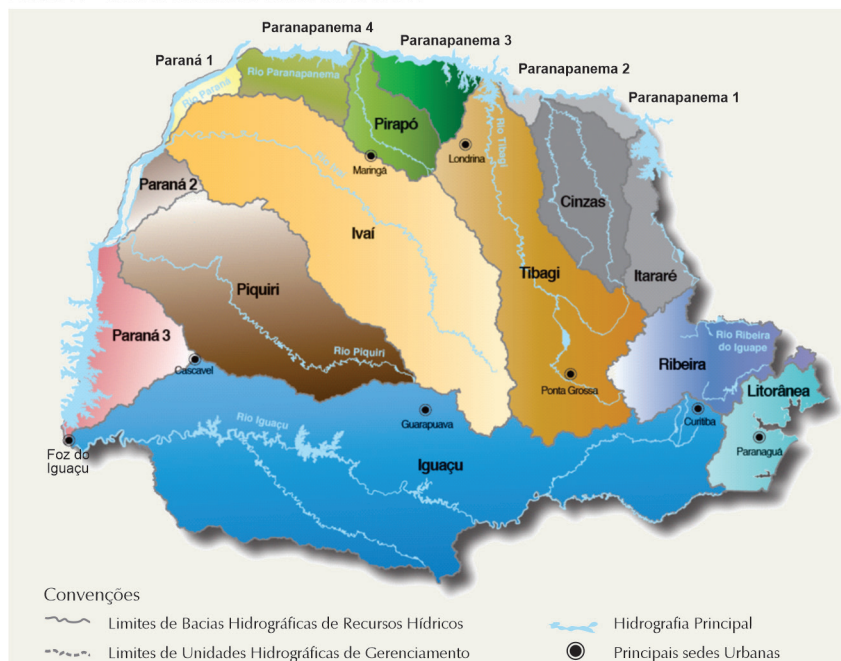 Paranapanema 4
Paranapanema 3
Paraná 1
Paranapanema 2
Paranapanema 1
Rio Paranapanema
Rio Paraná
Rio Tibagi
Pirapó
Londrina
Maringá
Paraná 2
Cinzas
Ivaí
Tibagi
Itararé
Piquiri
Paraná 3
Rio Ribeira
do Iguape
Rio Piquiri
Ribeira
Cascavel
Ponta Grossa
Litorânea
Guarapuava
Curitiba
Rio Iguaçu
Foz do
Iguaçu
Paranaguá
Iguaçu
Convenções
Limites de Bacias Hidrográficas de Recursos Hídricos
Hidrografia Principal
Limites de Unidades Hidrográficas de Gerenciamento
Principais sedes Urbanas